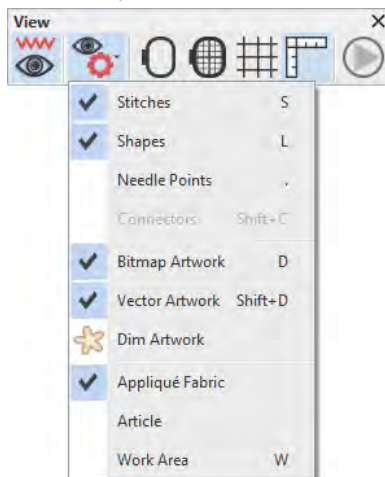 View
Stitches S
Shapes L
Needle Points .
Connectors Shift+C
Bitmap Artwork D
Vector Artwork Shift+D
Dim Artwork
Appliqué Fabric
Article
Work Area W